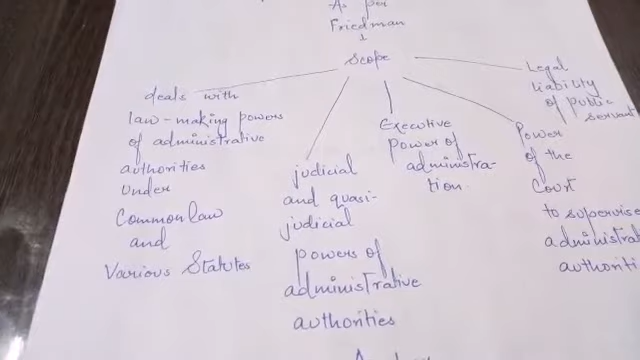 As per
Friedman
↓
Scope
deals with
law-making powers
of administrative
authorities
under
Common law
and
Various Statutes
judicial
and quasi-
judicial
powers of
administrative
authorities
Executive
power of
administra-
tion.
Power
of the
Court
to supervise
administrat
authoriti
Legal
liability
of public
servant